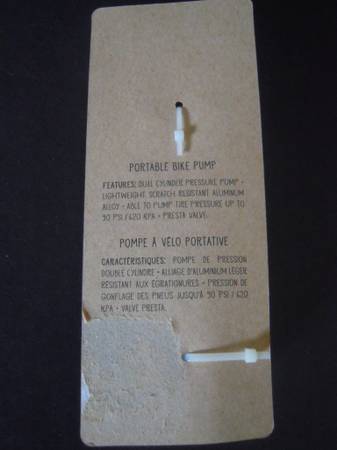 PORTABLE BIKE PUMP
FEATURES: DUAL CYLINDER PRESSURE PUMP •
LIGHTWEIGHT, SCRATCH RESISTANT ALUMINUM
ALLOY • ABLE TO PUMP TIRE PRESSURE UP TO
90 PSI / 620 KPA • PRESTA VALVE.
POMPE À VÉLO PORTATIVE
CARACTÉRISTIQUES: POMPE DE PRESSION
DOUBLE CYLINDRE • ALLIAGE D'ALUMINIUM LÉGER
RÉSISTANT AUX ÉGRATIGNURES • PRESSION DE
GONFLAGE DES PNEUS JUSQU'À 90 PSI / 620
KPA • VALVE PRESTA.